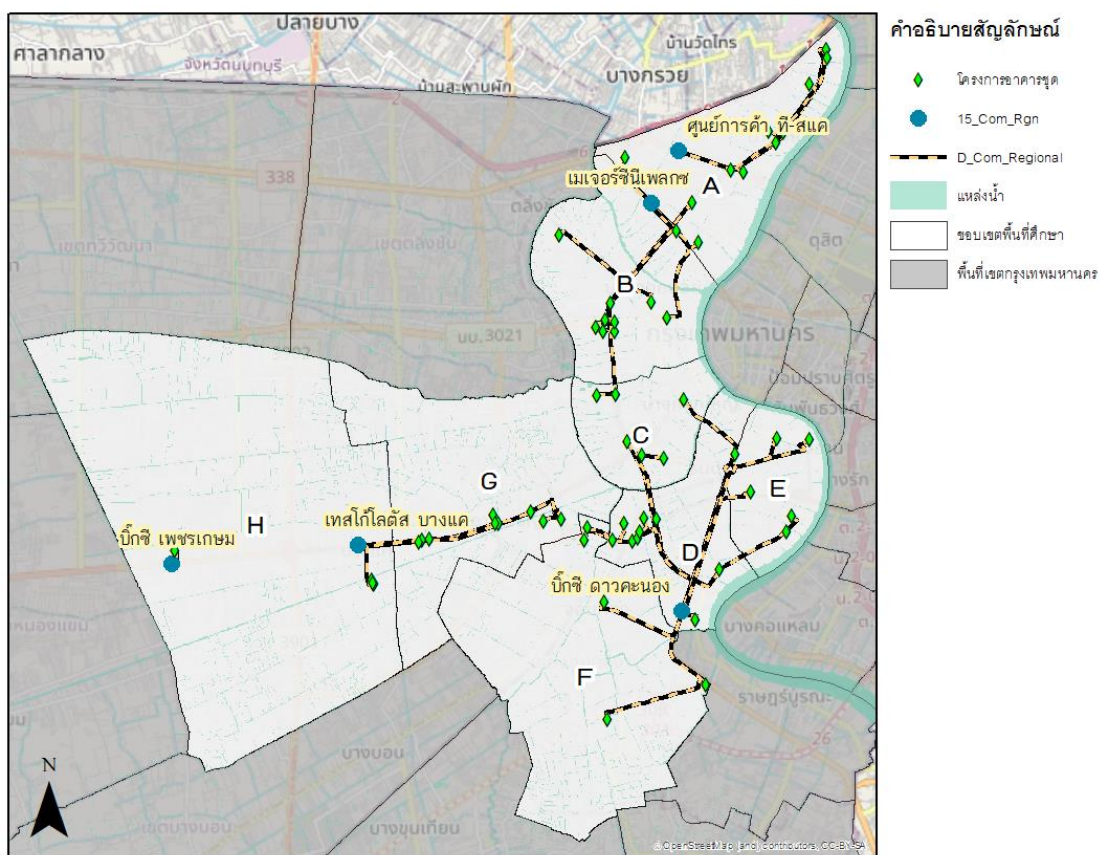 ปลายบาง
ศาลากลาง
จังหวัดนนทบุรี
บ้านวัดไทร
บางกรวย
บ้านสะพานผัก
ศูนย์การค้า ที-สแค
338
เมเจอร์ซีนีเพลกซ
A
เขตทวีวัฒนา
เขตตลิ่งชัน
ดุสิต
B
นบ. 3021
กรุงเทพมหานคร
C
G
E
H
เทสโก้โลตัส บางแค
บิ๊กซี เพชรเกษม
D
บิ๊กซี ดาวคะนอง
บางคอแหลม
F
ราษฎร์บูรณะ
26
บางบอน
เขตบางบอน
บางขุนเทียน
N
© OpenStreetMap (and) contributors, CC-BY-SA
คำอธิบายสัญลักษณ์
โครงการอาคารชุด
15_Com_Rgn
D_Com_Regional
แหล่งน้ำ
ขอบเขตพื้นที่ศึกษา
พื้นที่เขตกรุงเทพมหานคร